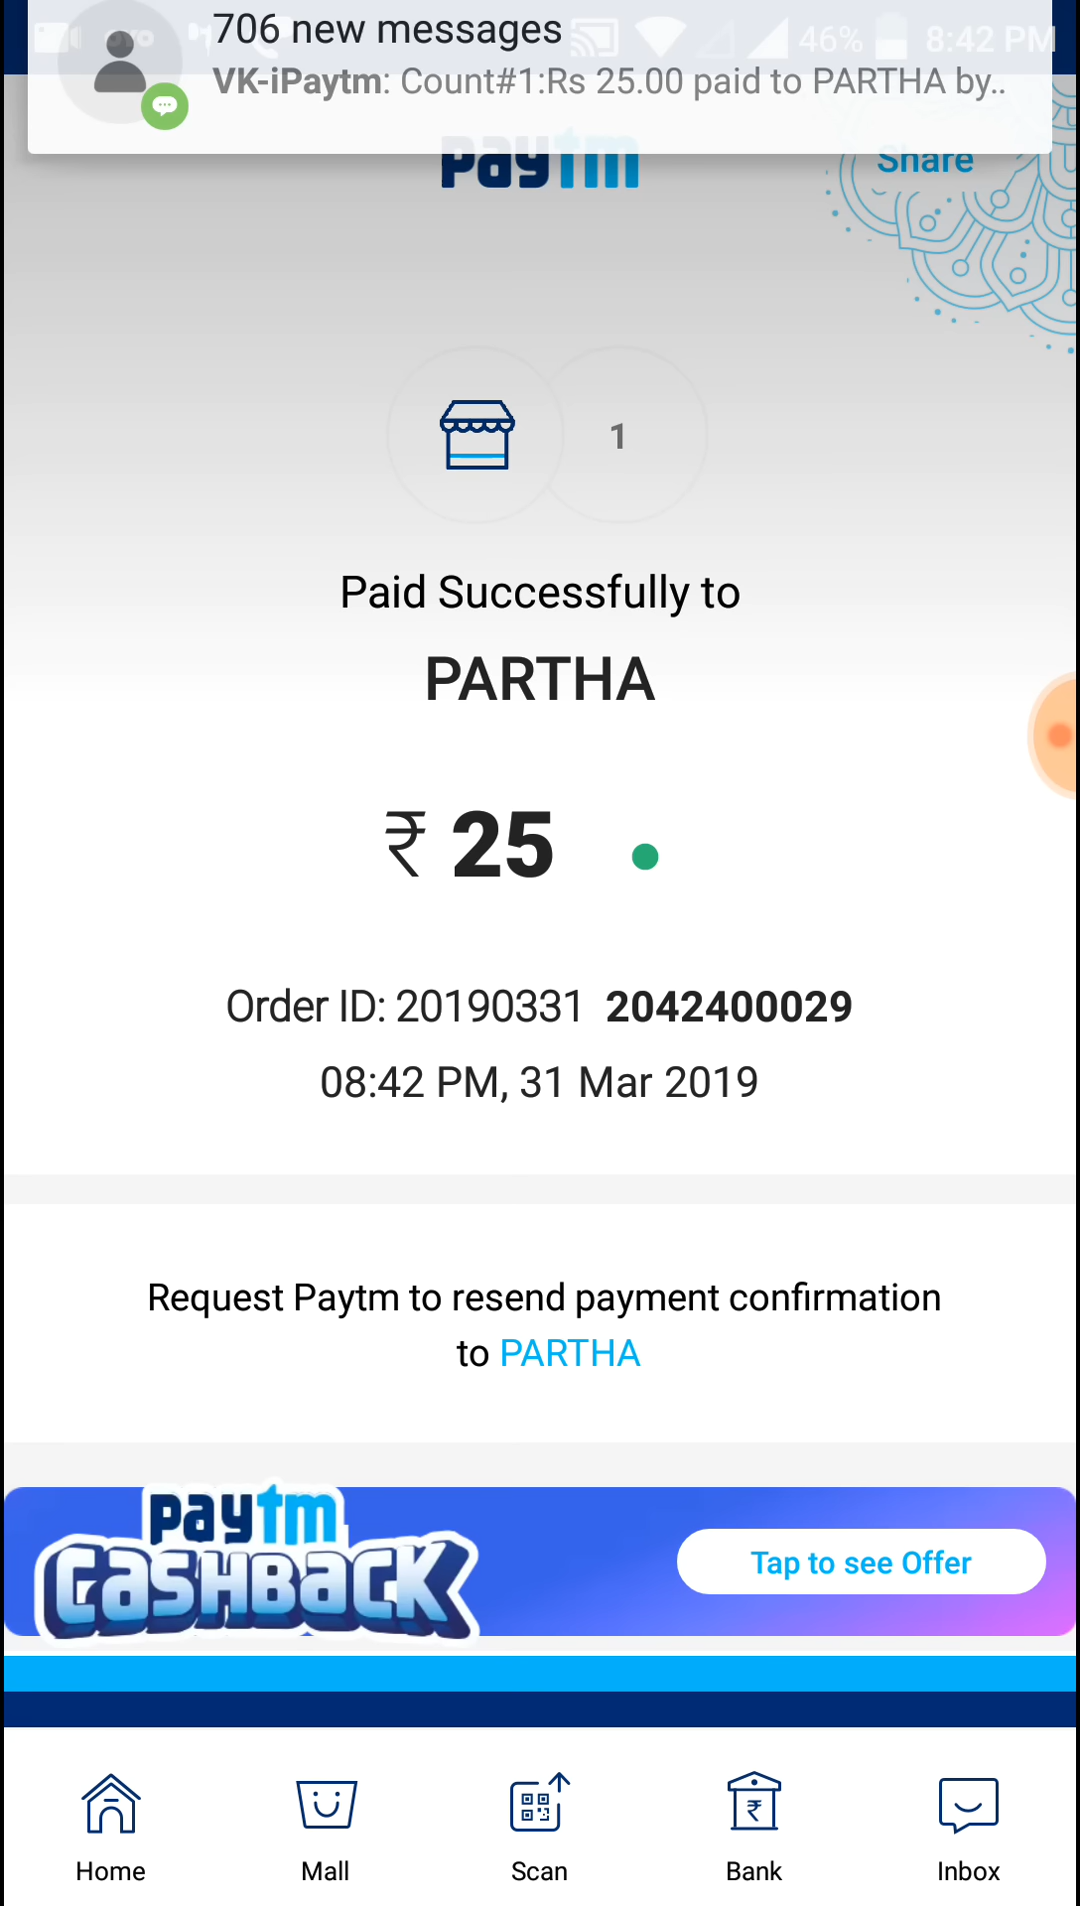 706 new messages
46% 8:42 PM
VK-iPaytm: Count#1:Rs 25.00 paid to PARTHA by..
paytm
Share
1
Paid Successfully to
PARTHA
₹ 25
Order ID: 20190331 2042400029
08:42 PM, 31 Mar 2019
Request Paytm to resend payment confirmation
to PARTHA
paytm
CASHBACK
Tap to see Offer
₹
Home Mall Scan Bank Inbox